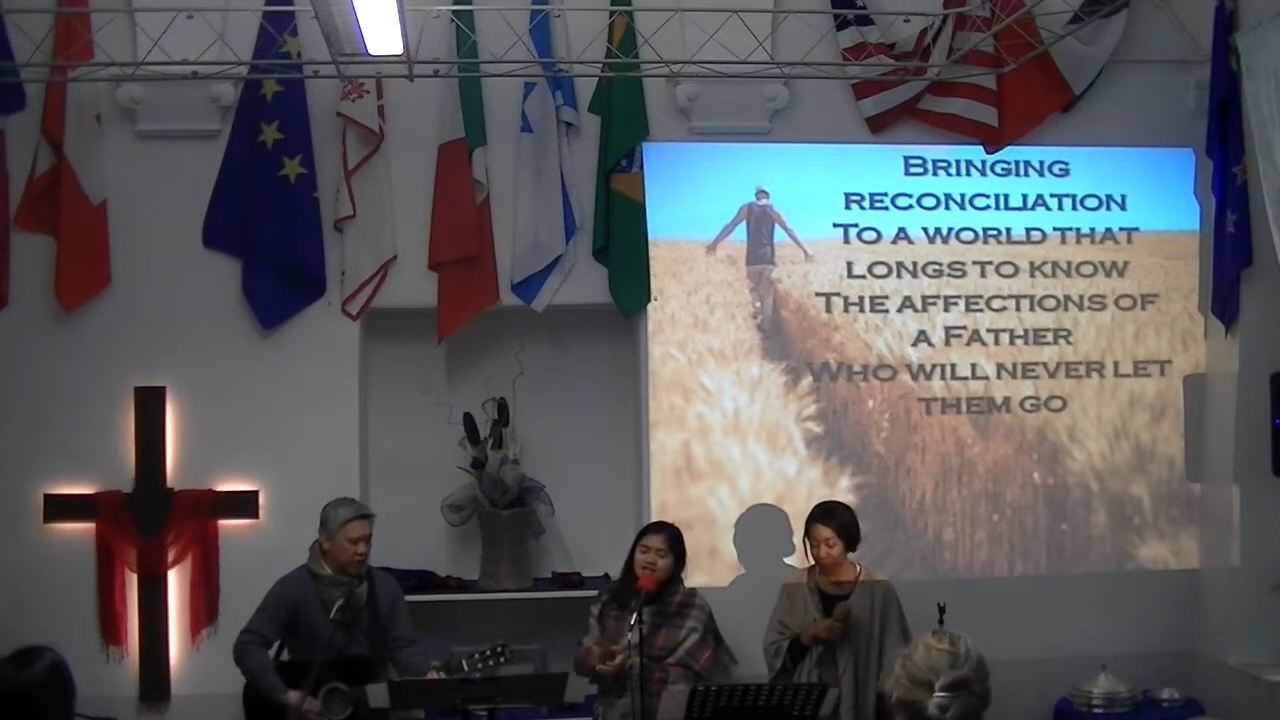 Bringing
reconciliation
To a world that
longs to know
The affections of
a Father
Who will never let
them go